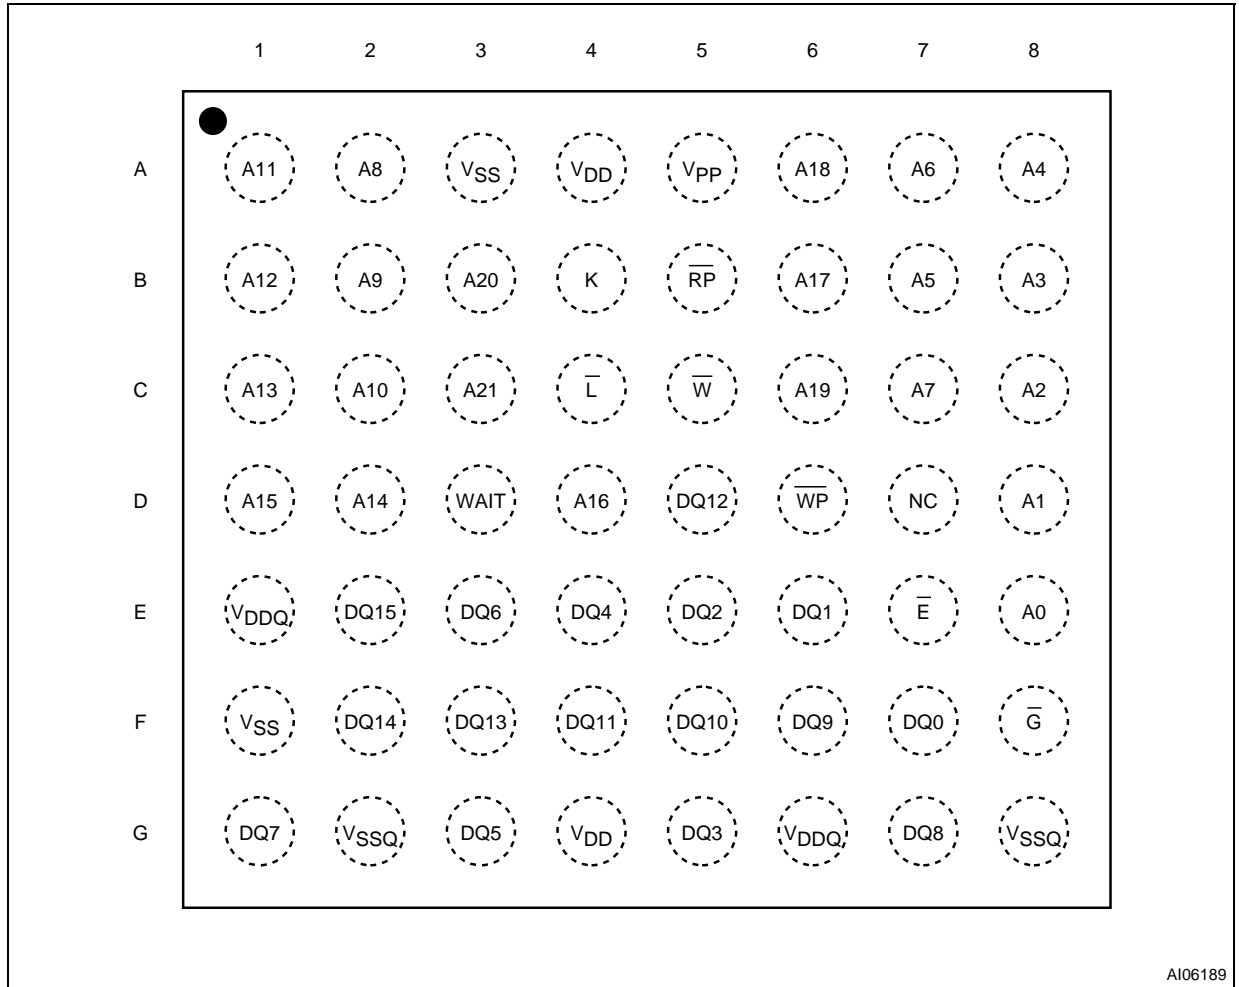 1 2 3 4 5 6 7 8
A A11 A8 VSS VDD VPP A18 A6 A4
B A12 A9 A20 K R̅P̅ A17 A5 A3
C A13 A10 A21 L̅ W̅ A19 A7 A2
D A15 A14 WAIT A16 DQ12 W̅P̅ NC A1
E VDDQ DQ15 DQ6 DQ4 DQ2 DQ1 E̅ A0
F VSS DQ14 DQ13 DQ11 DQ10 DQ9 DQ0 G̅
G DQ7 VSSQ DQ5 VDD DQ3 VDDQ DQ8 VSSQ
AI06189